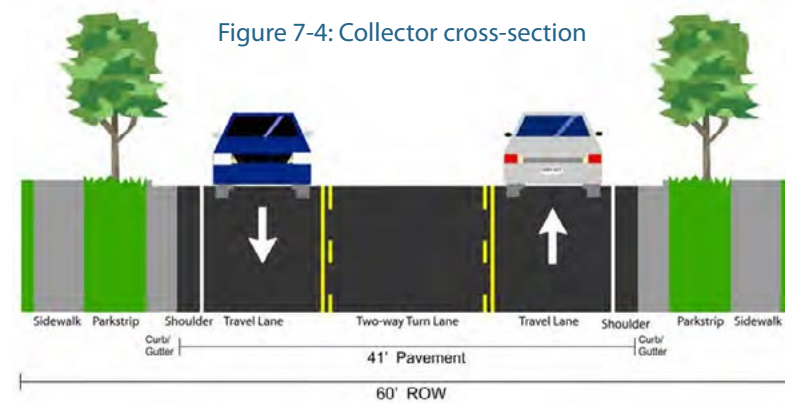 Figure 7-4: Collector cross-section
Sidewalk Parkstrip Shoulder Travel Lane Two-way Turn Lane Travel Lane Shoulder Parkstrip Sidewalk
Curb/
Gutter
Curb/
Gutter
41' Pavement
60' ROW